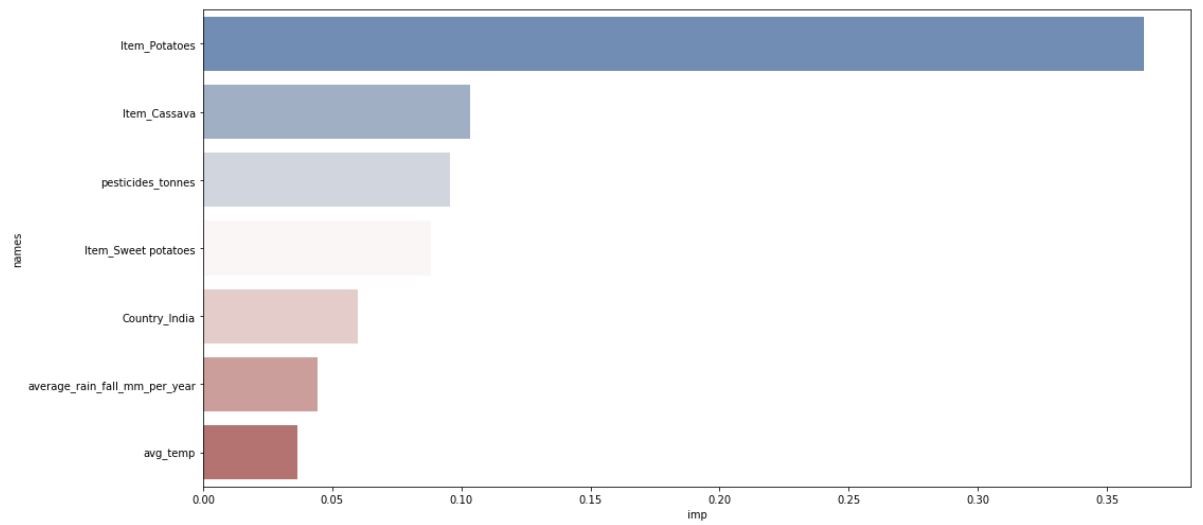 Item_Potatoes
Item_Cassava
pesticides_tonnes
Item_Sweet potatoes
Country_India
average_rain_fall_mm_per_year
avg_temp
names
0.00 0.05 0.10 0.15 0.20 0.25 0.30 0.35
imp